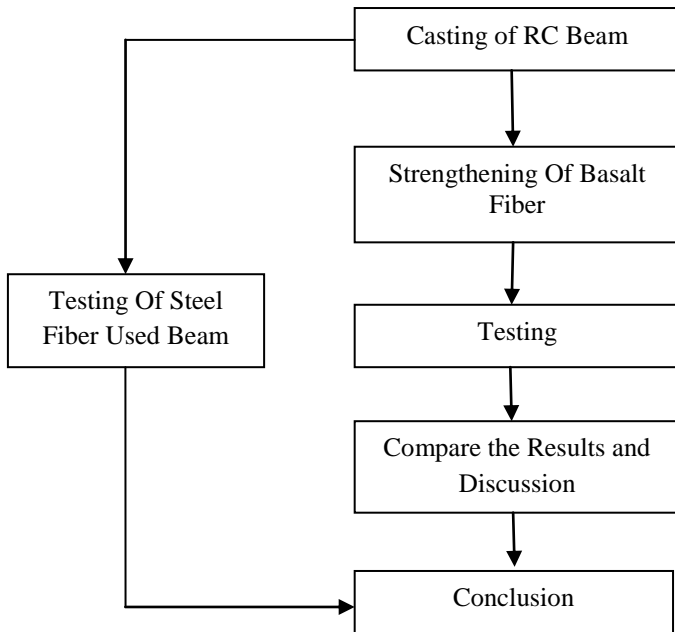 Casting of RC Beam
Strengthening Of Basalt
Fiber
Testing Of Steel
Fiber Used Beam
Testing
Compare the Results and
Discussion
Conclusion